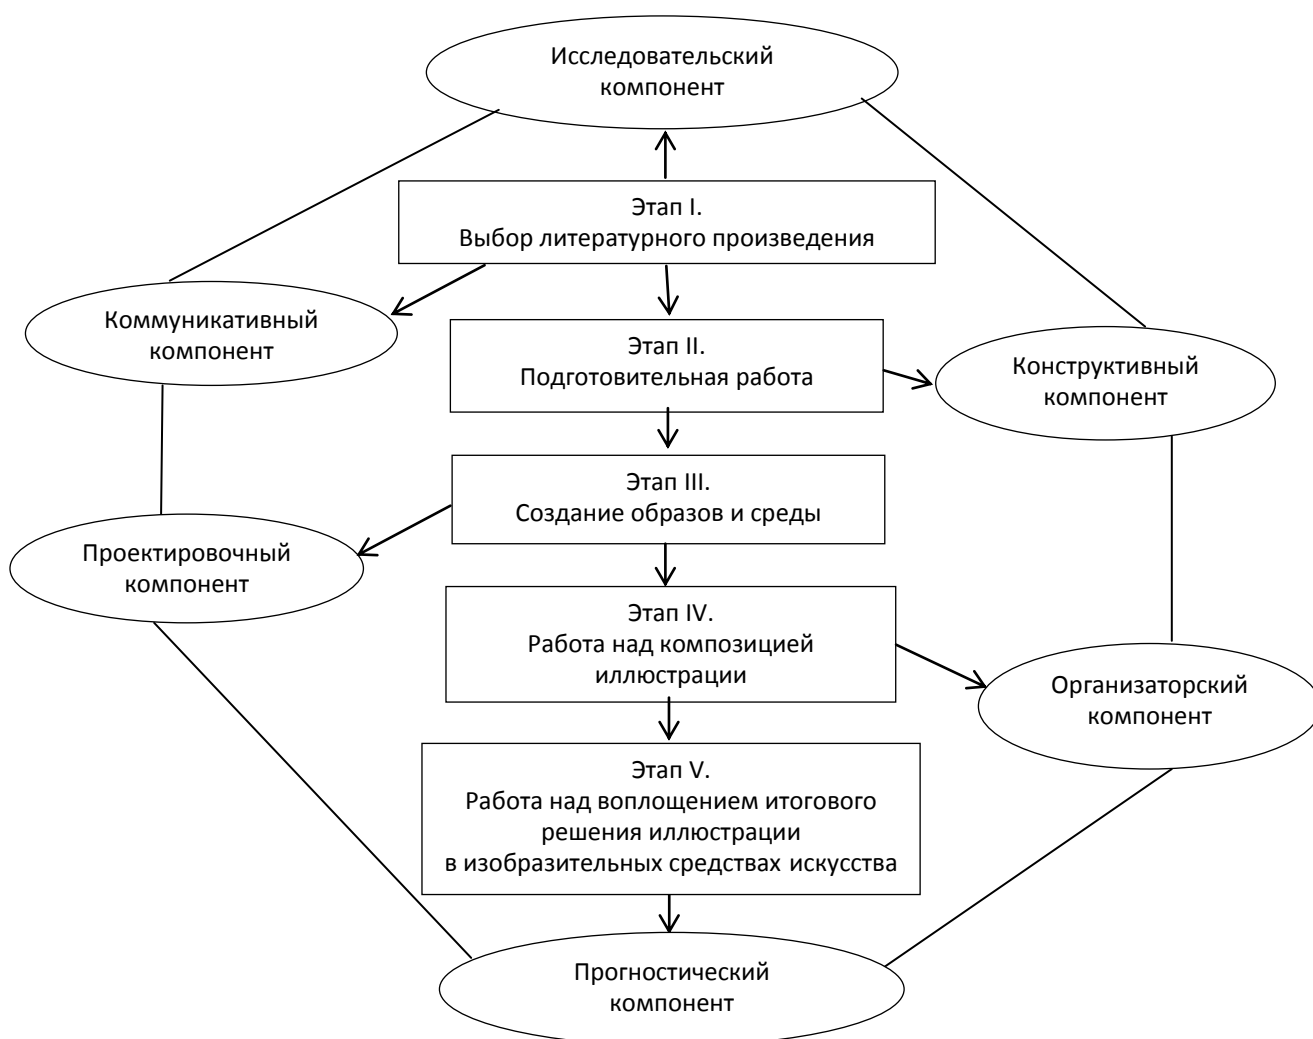 Исследовательский
компонент
Этап I.
Выбор литературного произведения
Коммуникативный
компонент
Этап II.
Подготовительная работа
Конструктивный
компонент
Этап III.
Создание образов и среды
Проектировочный
компонент
Этап IV.
Работа над композицией
иллюстрации
Организаторский
компонент
Этап V.
Работа над воплощением итогового
решения иллюстрации
в изобразительных средствах искусства
Прогностический
компонент